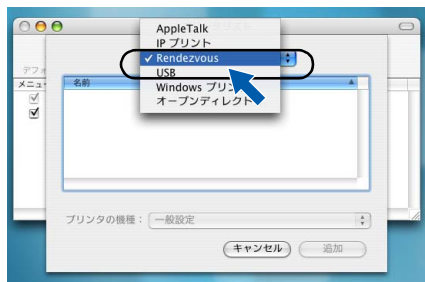 AppleTalk
IP プリント
✓ Rendezvous
USB
Windows プリン
オープンディレクト
デフォ
メニュー
名前
プリンタの機種：
一般設定
キャンセル
追加